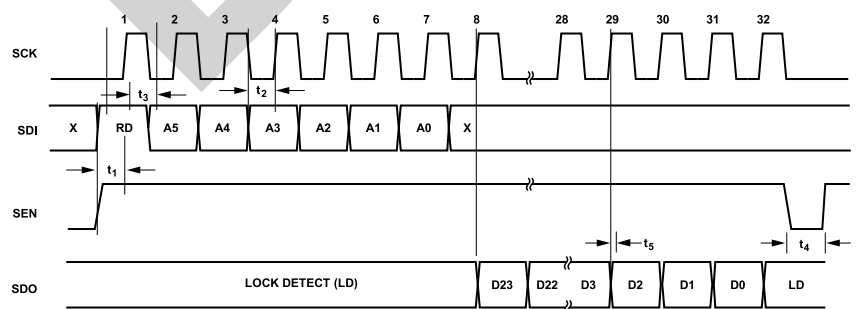 1 2 3 4 5 6 7 8 28 29 30 31 32
SCK
t3 t2
SDI X RD A5 A4 A3 A2 A1 A0 X
t1
SEN
t5 t4
SDO LOCK DETECT (LD) D23 D22 D3 D2 D1 D0 LD